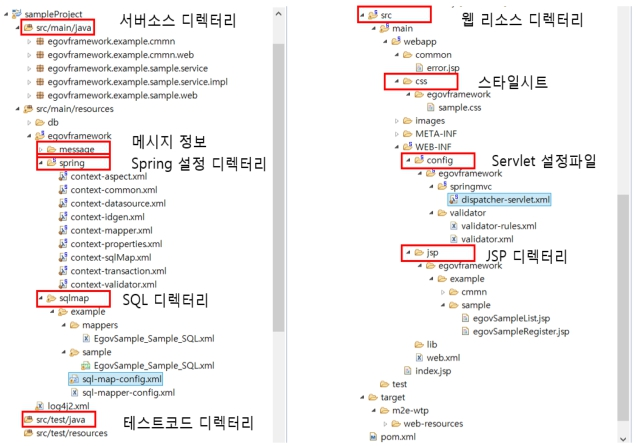 sampleProject
src/main/java 서버소스 디렉터리
egovframework.example.cmmn
egovframework.example.cmmn.web
egovframework.example.sample.service
egovframework.example.sample.service.impl
egovframework.example.sample.web
src/main/resources
db
egovframework
message 메시지 정보
spring Spring 설정 디렉터리
context-aspect.xml
context-common.xml
context-datasource.xml
context-idgen.xml
context-mapper.xml
context-properties.xml
context-sqlMap.xml
context-transaction.xml
context-validator.xml
sqlmap SQL 디렉터리
example
mappers
EgovSample_Sample_SQL.xml
sample
EgovSample_Sample_SQL.xml
sql-map-config.xml
sql-mapper-config.xml
log4j2.xml
src/test/java 테스트코드 디렉터리
src/test/resources
src 웹 리소스 디렉터리
main
webapp
common
error.jsp
css 스타일시트
egovframework
sample.css
images
META-INF
WEB-INF
config Servlet 설정파일
egovframework
springmvc
dispatcher-servlet.xml
validator
validator-rules.xml
validator.xml
jsp JSP 디렉터리
egovframework
example
cmmn
sample
egovSampleList.jsp
egovSampleRegister.jsp
lib
web.xml
index.jsp
test
target
m2e-wtp
web-resources
pom.xml